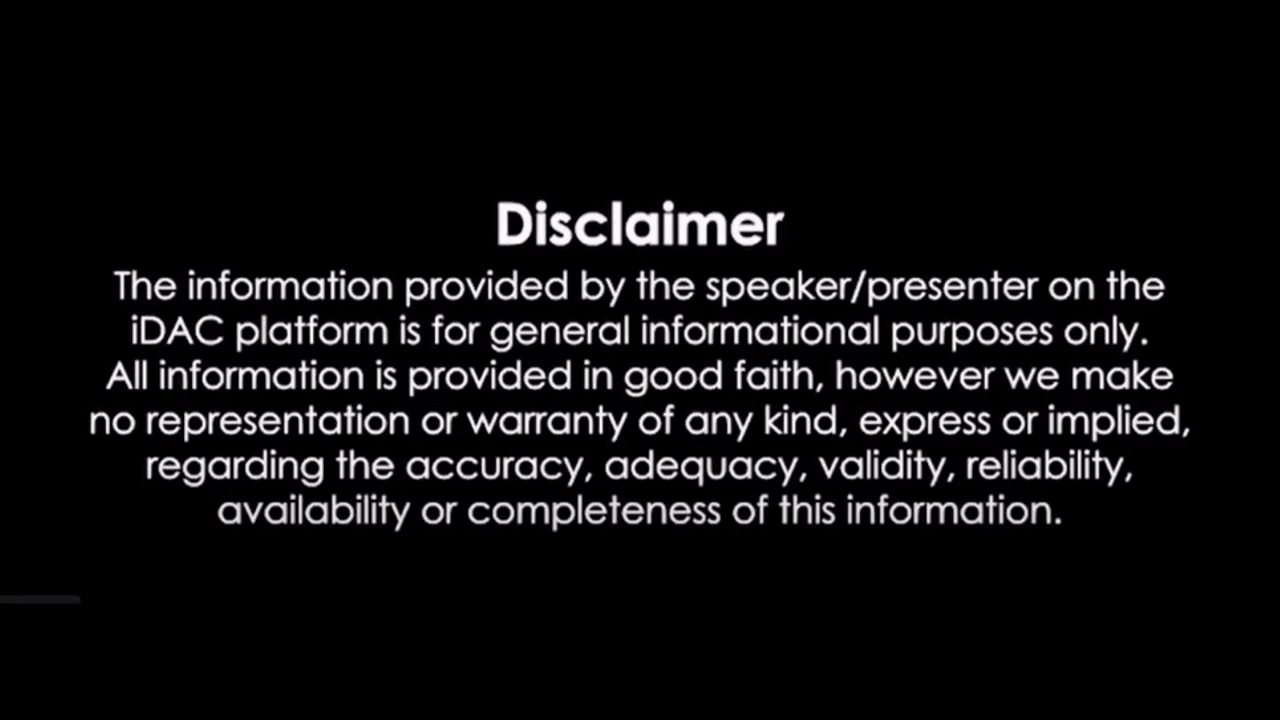 Disclaimer
The information provided by the speaker/presenter on the
iDAC platform is for general informational purposes only.
All information is provided in good faith, however we make
no representation or warranty of any kind, express or implied,
regarding the accuracy, adequacy, validity, reliability,
availability or completeness of this information.